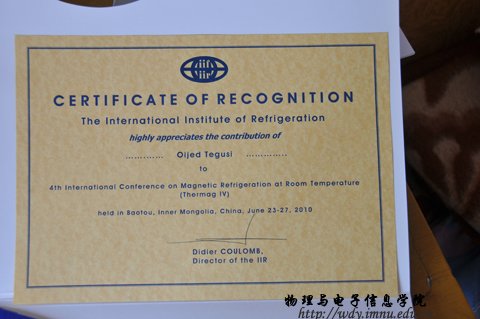 iif
iir
CERTIFICATE OF RECOGNITION
The International Institute of Refrigeration
highly appreciates the contribution of
............ Oijed Tegusi ..............
to
4th International Conference on Magnetic Refrigeration at Room Temperature
(Thermag IV)
held in Baotou, Inner Mongolia, China, June 23-27, 2010
Didier COULOMB,
Director of the IIR
物理与电子信息学院
http://wdy.imnu.edu